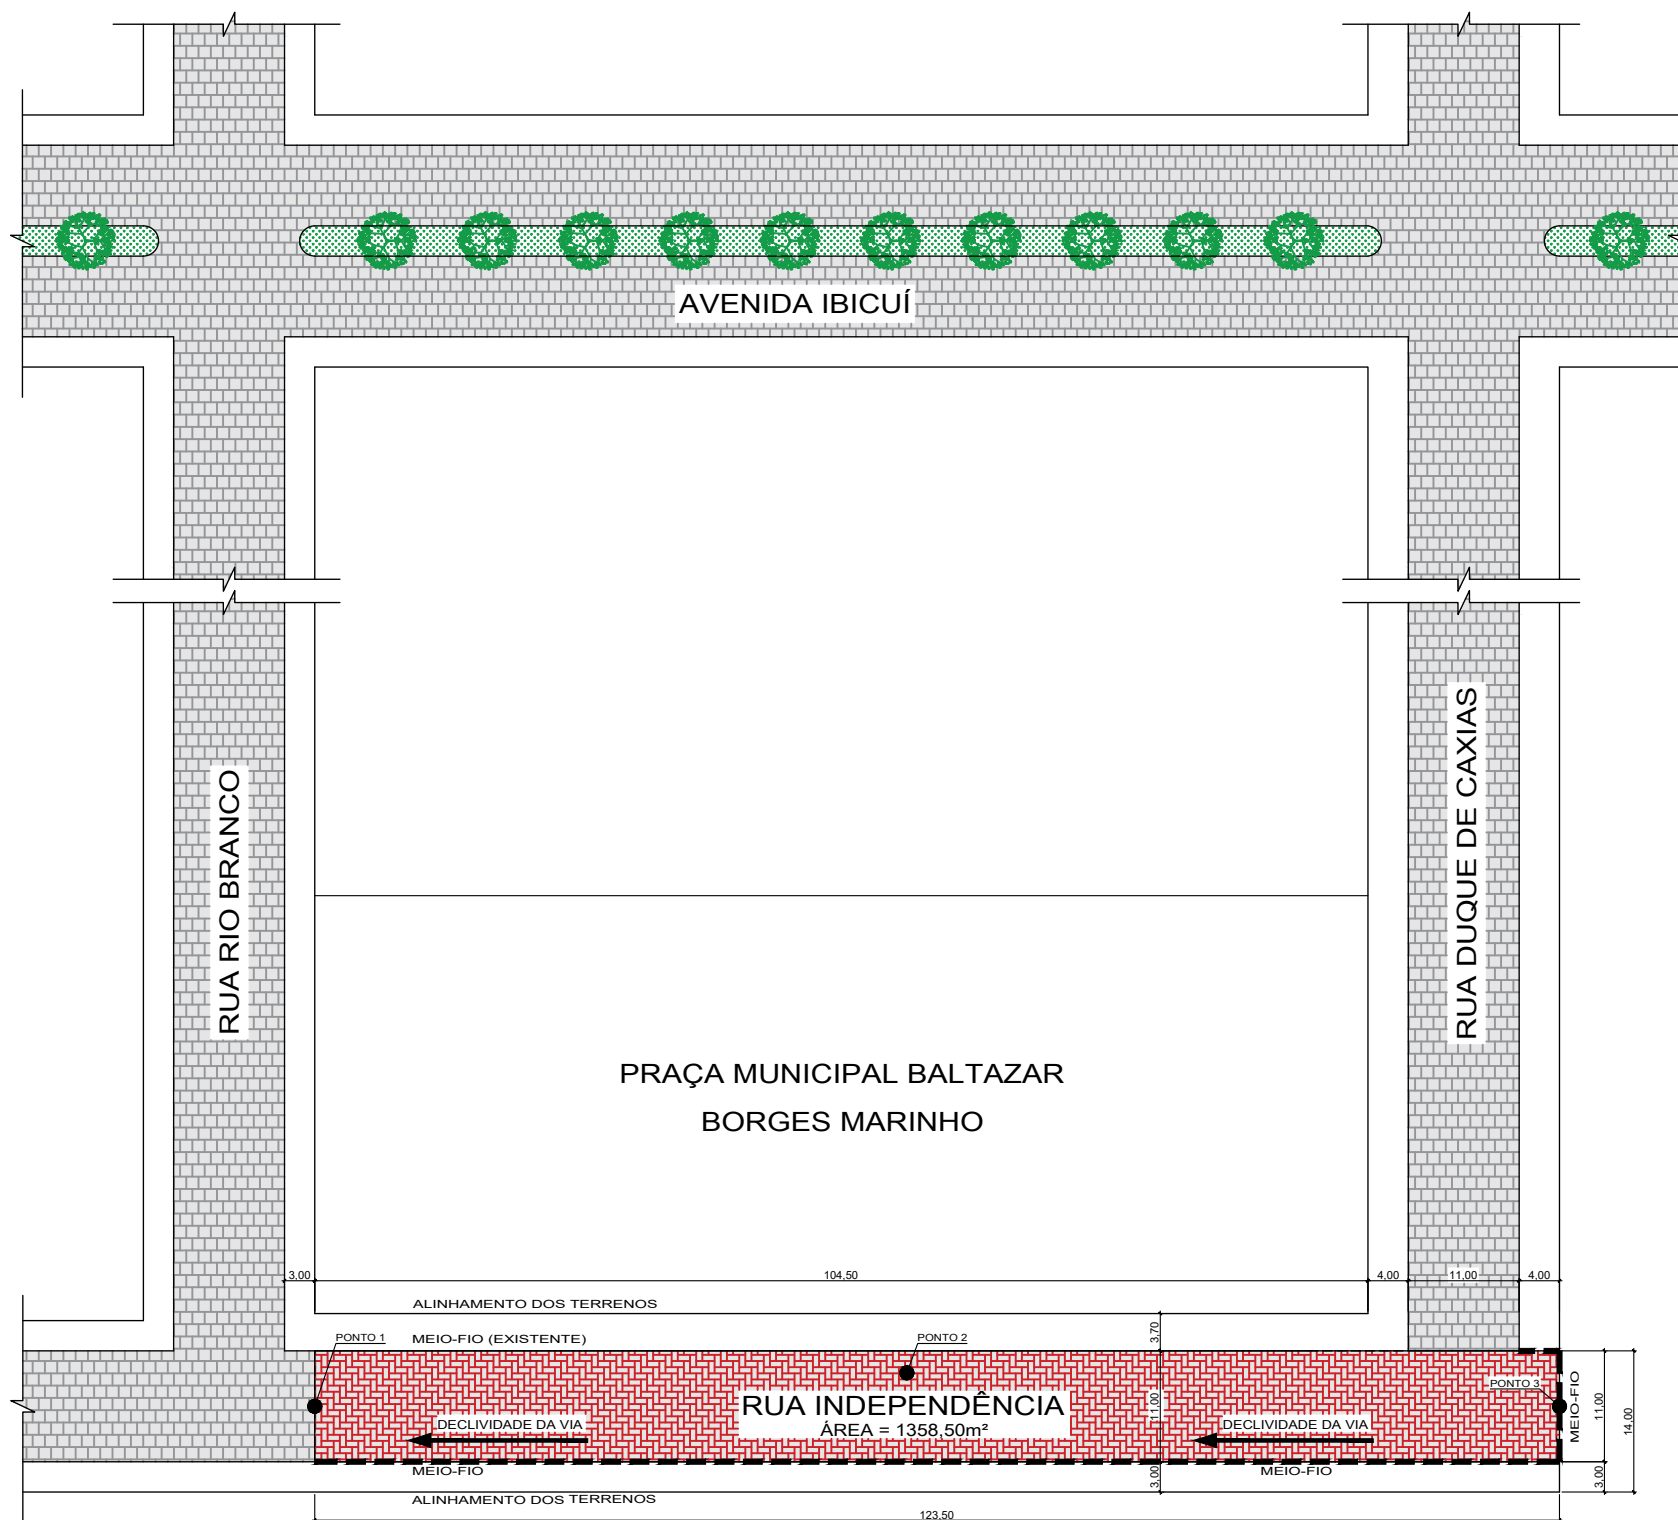 AVENIDA IBICUÍ
RUA RIO BRANCO
RUA DUQUE DE CAXIAS
PRAÇA MUNICIPAL BALTAZAR
BORGES MARINHO
3,00
104,50
4,00
11,00
4,00
ALINHAMENTO DOS TERRENOS
3,70
PONTO 1
MEIO-FIO (EXISTENTE)
PONTO 2
PONTO 3
MEIO-FIO
11,00
14,00
RUA INDEPENDÊNCIA
11,00
ÁREA = 1358,50m²
DECLIVIDADE DA VIA
DECLIVIDADE DA VIA
MEIO-FIO
MEIO-FIO
3,00
3,00
ALINHAMENTO DOS TERRENOS
123,50